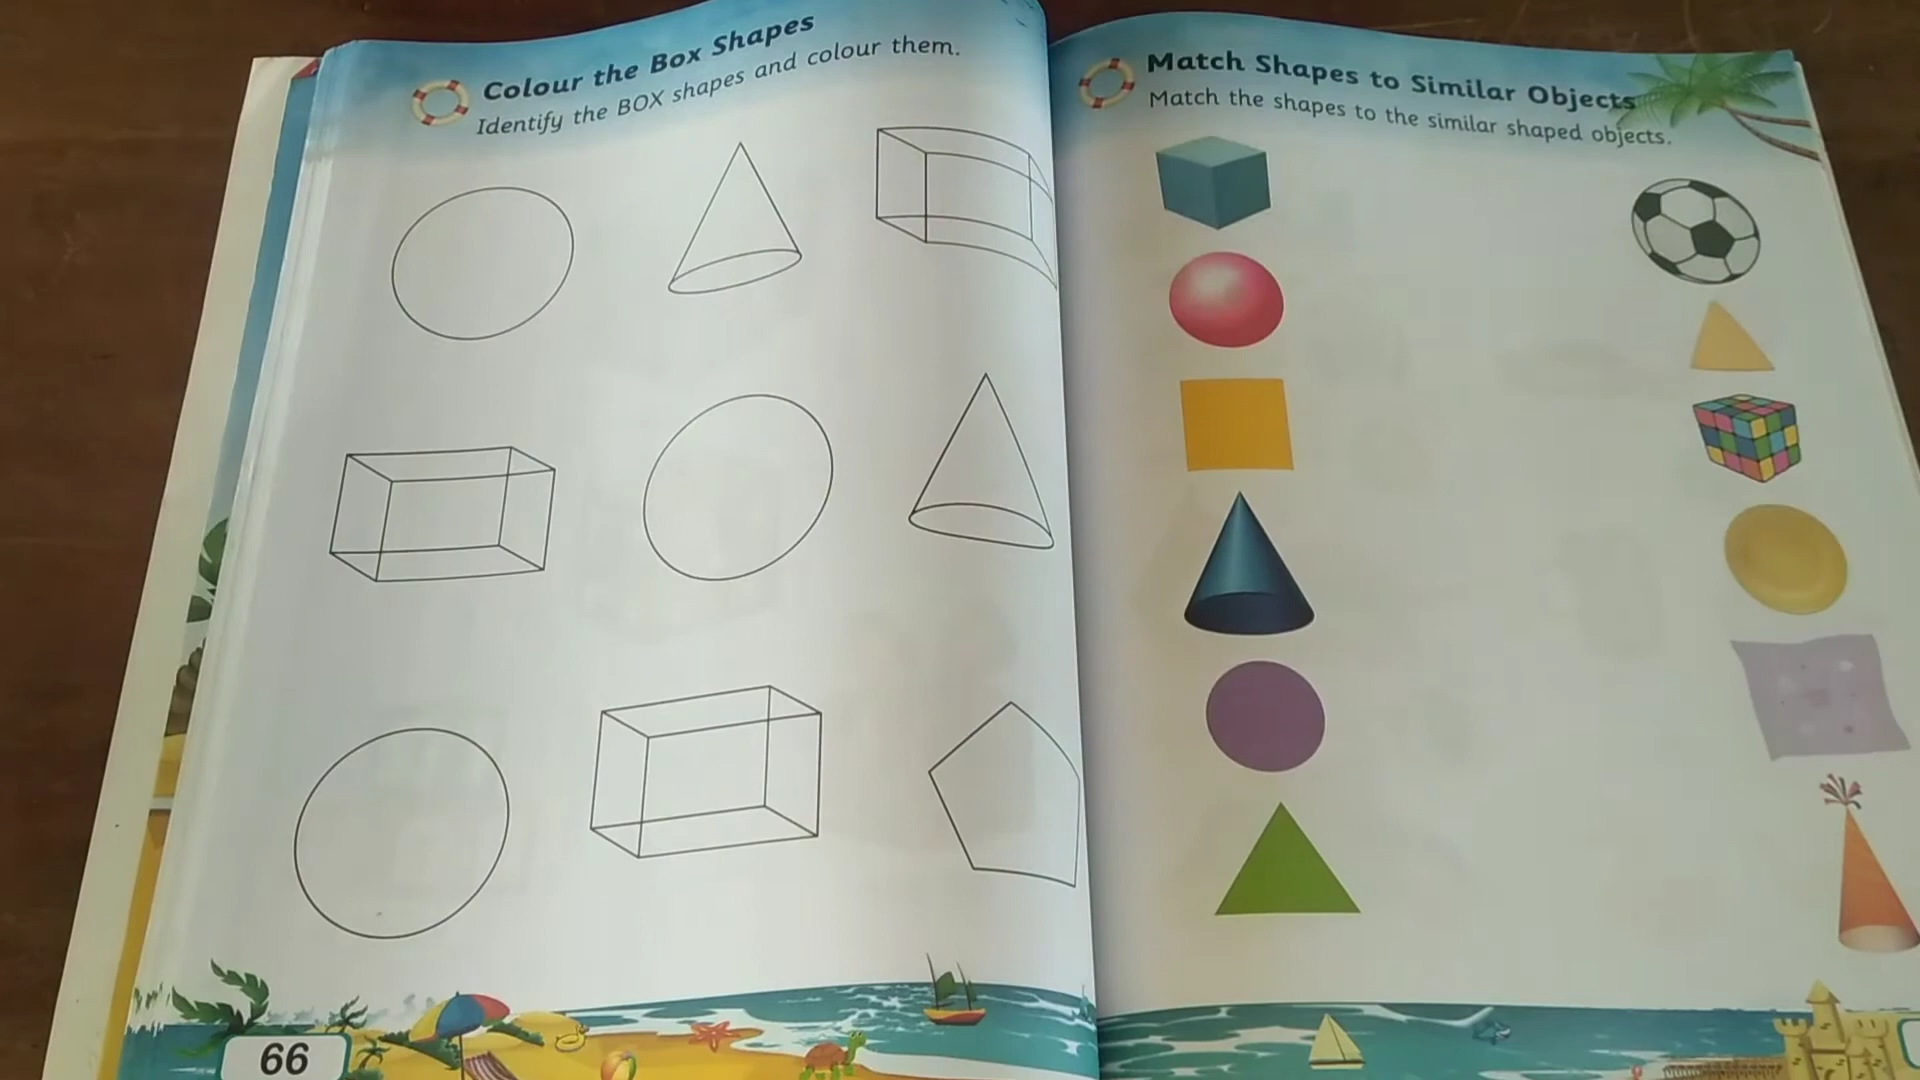 Colour the Box Shapes
Identify the BOX shapes and colour them.
66
Match Shapes to Similar Objects
Match the shapes to the similar shaped objects.